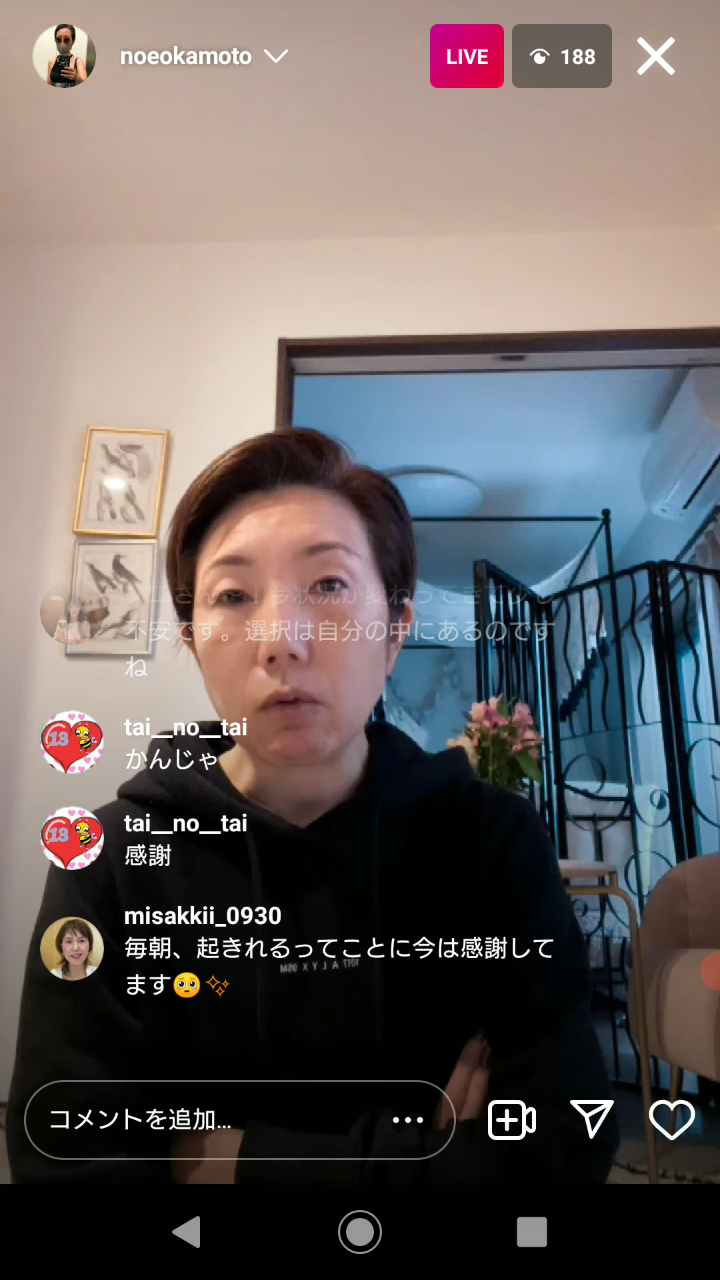 noeokamoto
LIVE
188
不安です。選択は自分の中にあるのです
ね
tai__no__tai
かんじゃ
tai__no__tai
感謝
misakkii_0930
毎朝、起きれるってことに今は感謝して
ます🥺✨
コメントを追加...